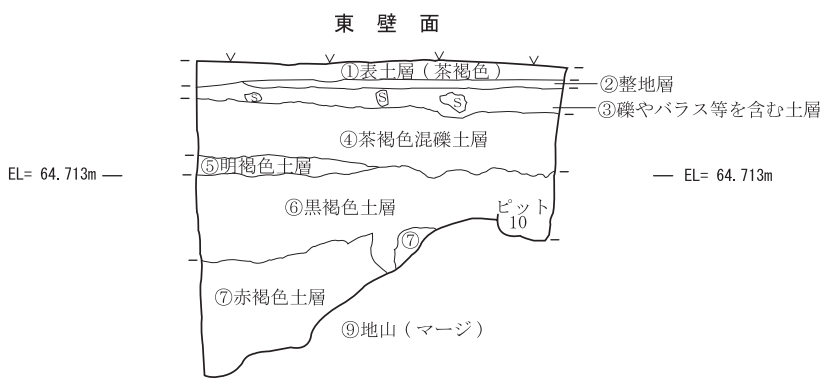 東壁面
①表土層(茶褐色)
②整地層
S
S
S
③礫やバラス等を含む土層
④茶褐色混礫土層
⑤明褐色土層
EL= 64.713m
EL= 64.713m
⑥黒褐色土層
ピット
10
⑦
⑦赤褐色土層
⑨地山(マージ)